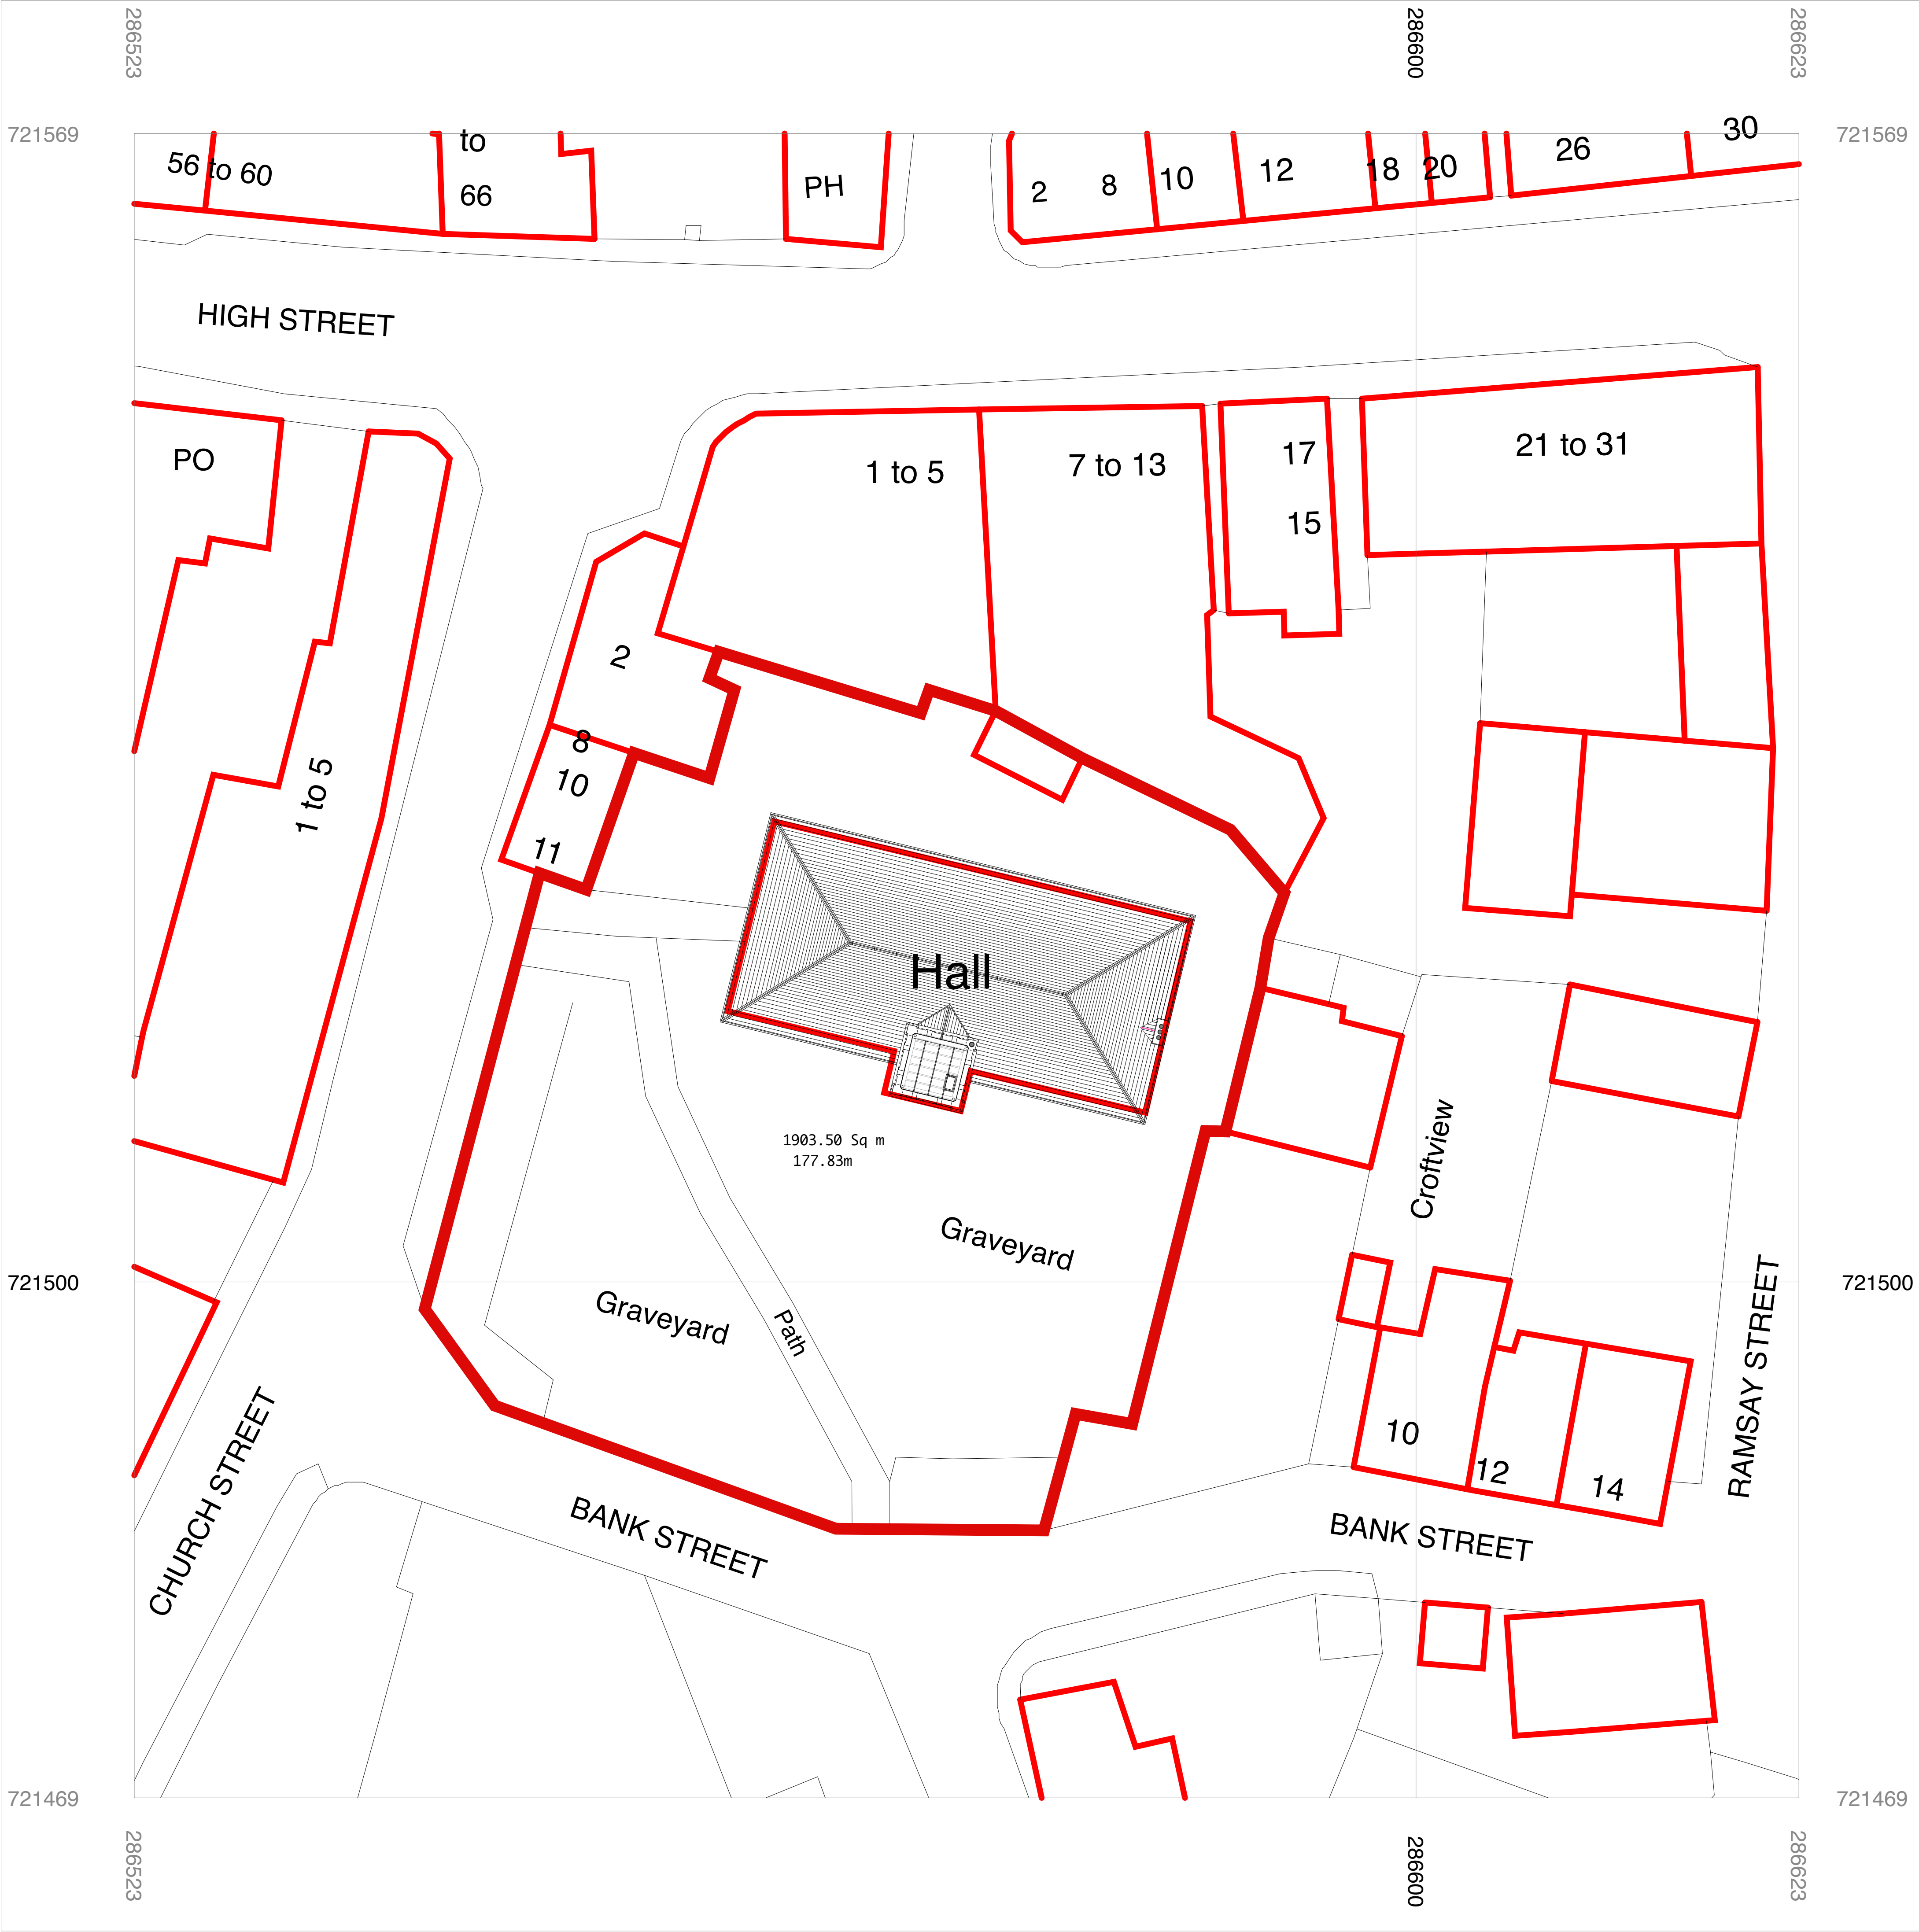 286523
286600
286623
721569
721569
56 to 60
to
66
PH
2
8
10
12
18
20
26
30
HIGH STREET
PO
1 to 5
7 to 13
17
15
21 to 31
2
8
10
11
1 to 5
Hall
1903.50 Sq m
177.83m
Graveyard
Graveyard
Path
Croftview
721500
721500
RAMSAY STREET
10
12
14
CHURCH STREET
BANK STREET
BANK STREET
721469
721469
286523
286600
286623